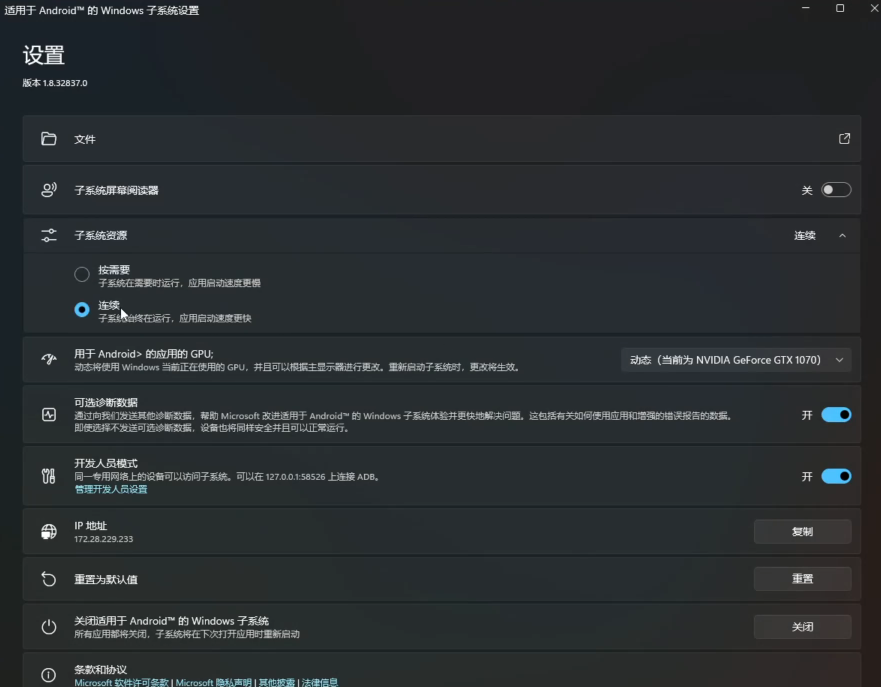 适用于 Android™ 的 Windows 子系统设置
设置
版本 1.8.32837.0
文件
子系统屏幕阅读器
关
子系统资源
连续
按需要
子系统在需要时运行，应用启动速度更慢
连续
子系统始终在运行，应用启动速度更快
用于 Android> 的应用的 GPU;
动态将使用 Windows 当前正在使用的 GPU，并且可以根据主显示器进行更改。重新启动子系统时，更改将生效。
动态（当前为 NVIDIA GeForce GTX 1070）
可选诊断数据
通过向我们发送其他诊断数据，帮助 Microsoft 改进适用于 Android™ 的 Windows 子系统体验并更快地解决问题。这包括有关如何使用应用和增强的错误报告的数据。
即使选择不发送可选诊断数据，设备也将同样安全并且可以正常运行。
开
开发人员模式
同一专用网络上的设备可以访问子系统。可以在 127.0.0.1:58526 上连接 ADB。
管理开发人员设置
开
IP 地址
172.28.229.233
复制
重置为默认值
重置
关闭适用于 Android™ 的 Windows 子系统
所有应用都将关闭，子系统将在下次打开应用时重新启动
关闭
条款和协议
Microsoft 软件许可条款 | Microsoft 隐私声明 | 其他披露 | 法律信息